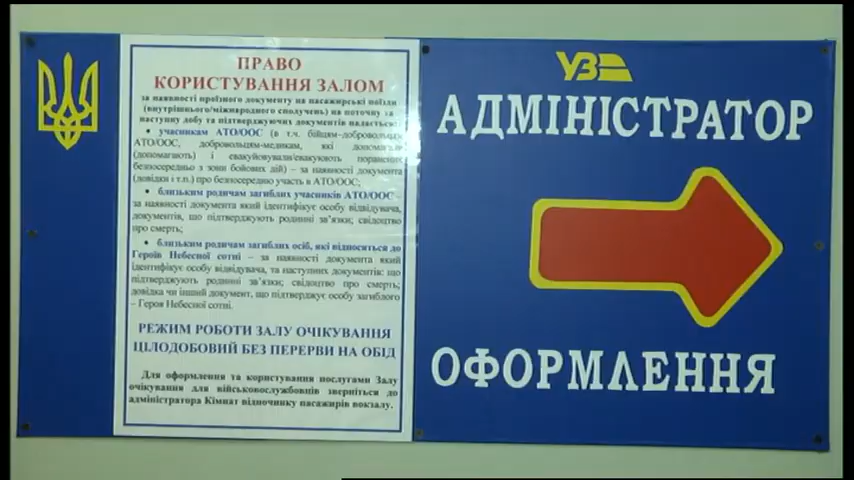 ПРАВО
КОРИСТУВАННЯ ЗАЛОМ
за наявності проїзного документу на пасажирські поїзди
(внутрішнього/міжнародного сполучень) на поточну
наступну добу та підтверджуючих документів надається:
• учасникам АТО/ООС (в т.ч. бійцям–добровольцям
АТО/ООС, добровольцям-медикам, які допомагали
(допомагають) і евакуйовували/евакуюють поранених
безпосередньо з зони бойових дій) – за наявності документа
(довідки і т.п.) про безпосередню участь в АТО/ООС;
• близьким родичам загиблих учасників АТО/ООС –
за наявності документа який ідентифікує особу відвідувача,
документів, що підтверджують родинні зв'язки; свідоцтво
про смерть;
• близьким родичам загиблих осіб, які відносяться до
Героїв Небесної сотні – за наявності документа який
ідентифікує особу відвідувача, та наступних документів: що
підтверджують родинні зв'язки; свідоцтво про смерть;
довідка чи інший документ, що підтверджує особу загиблого
– Героя Небесної сотні.
РЕЖИМ РОБОТИ ЗАЛУ ОЧІКУВАННЯ
ЦІЛОДОБОВИЙ БЕЗ ПЕРЕРВИ НА ОБІД
Для оформлення та користування послугами Залу
очікування для військовослужбовців зверніться до
адміністратора Кімнат відпочинку пасажирів вокзалу.
УЗ
АДМІНІСТРАТОР
ОФОРМЛЕННЯ